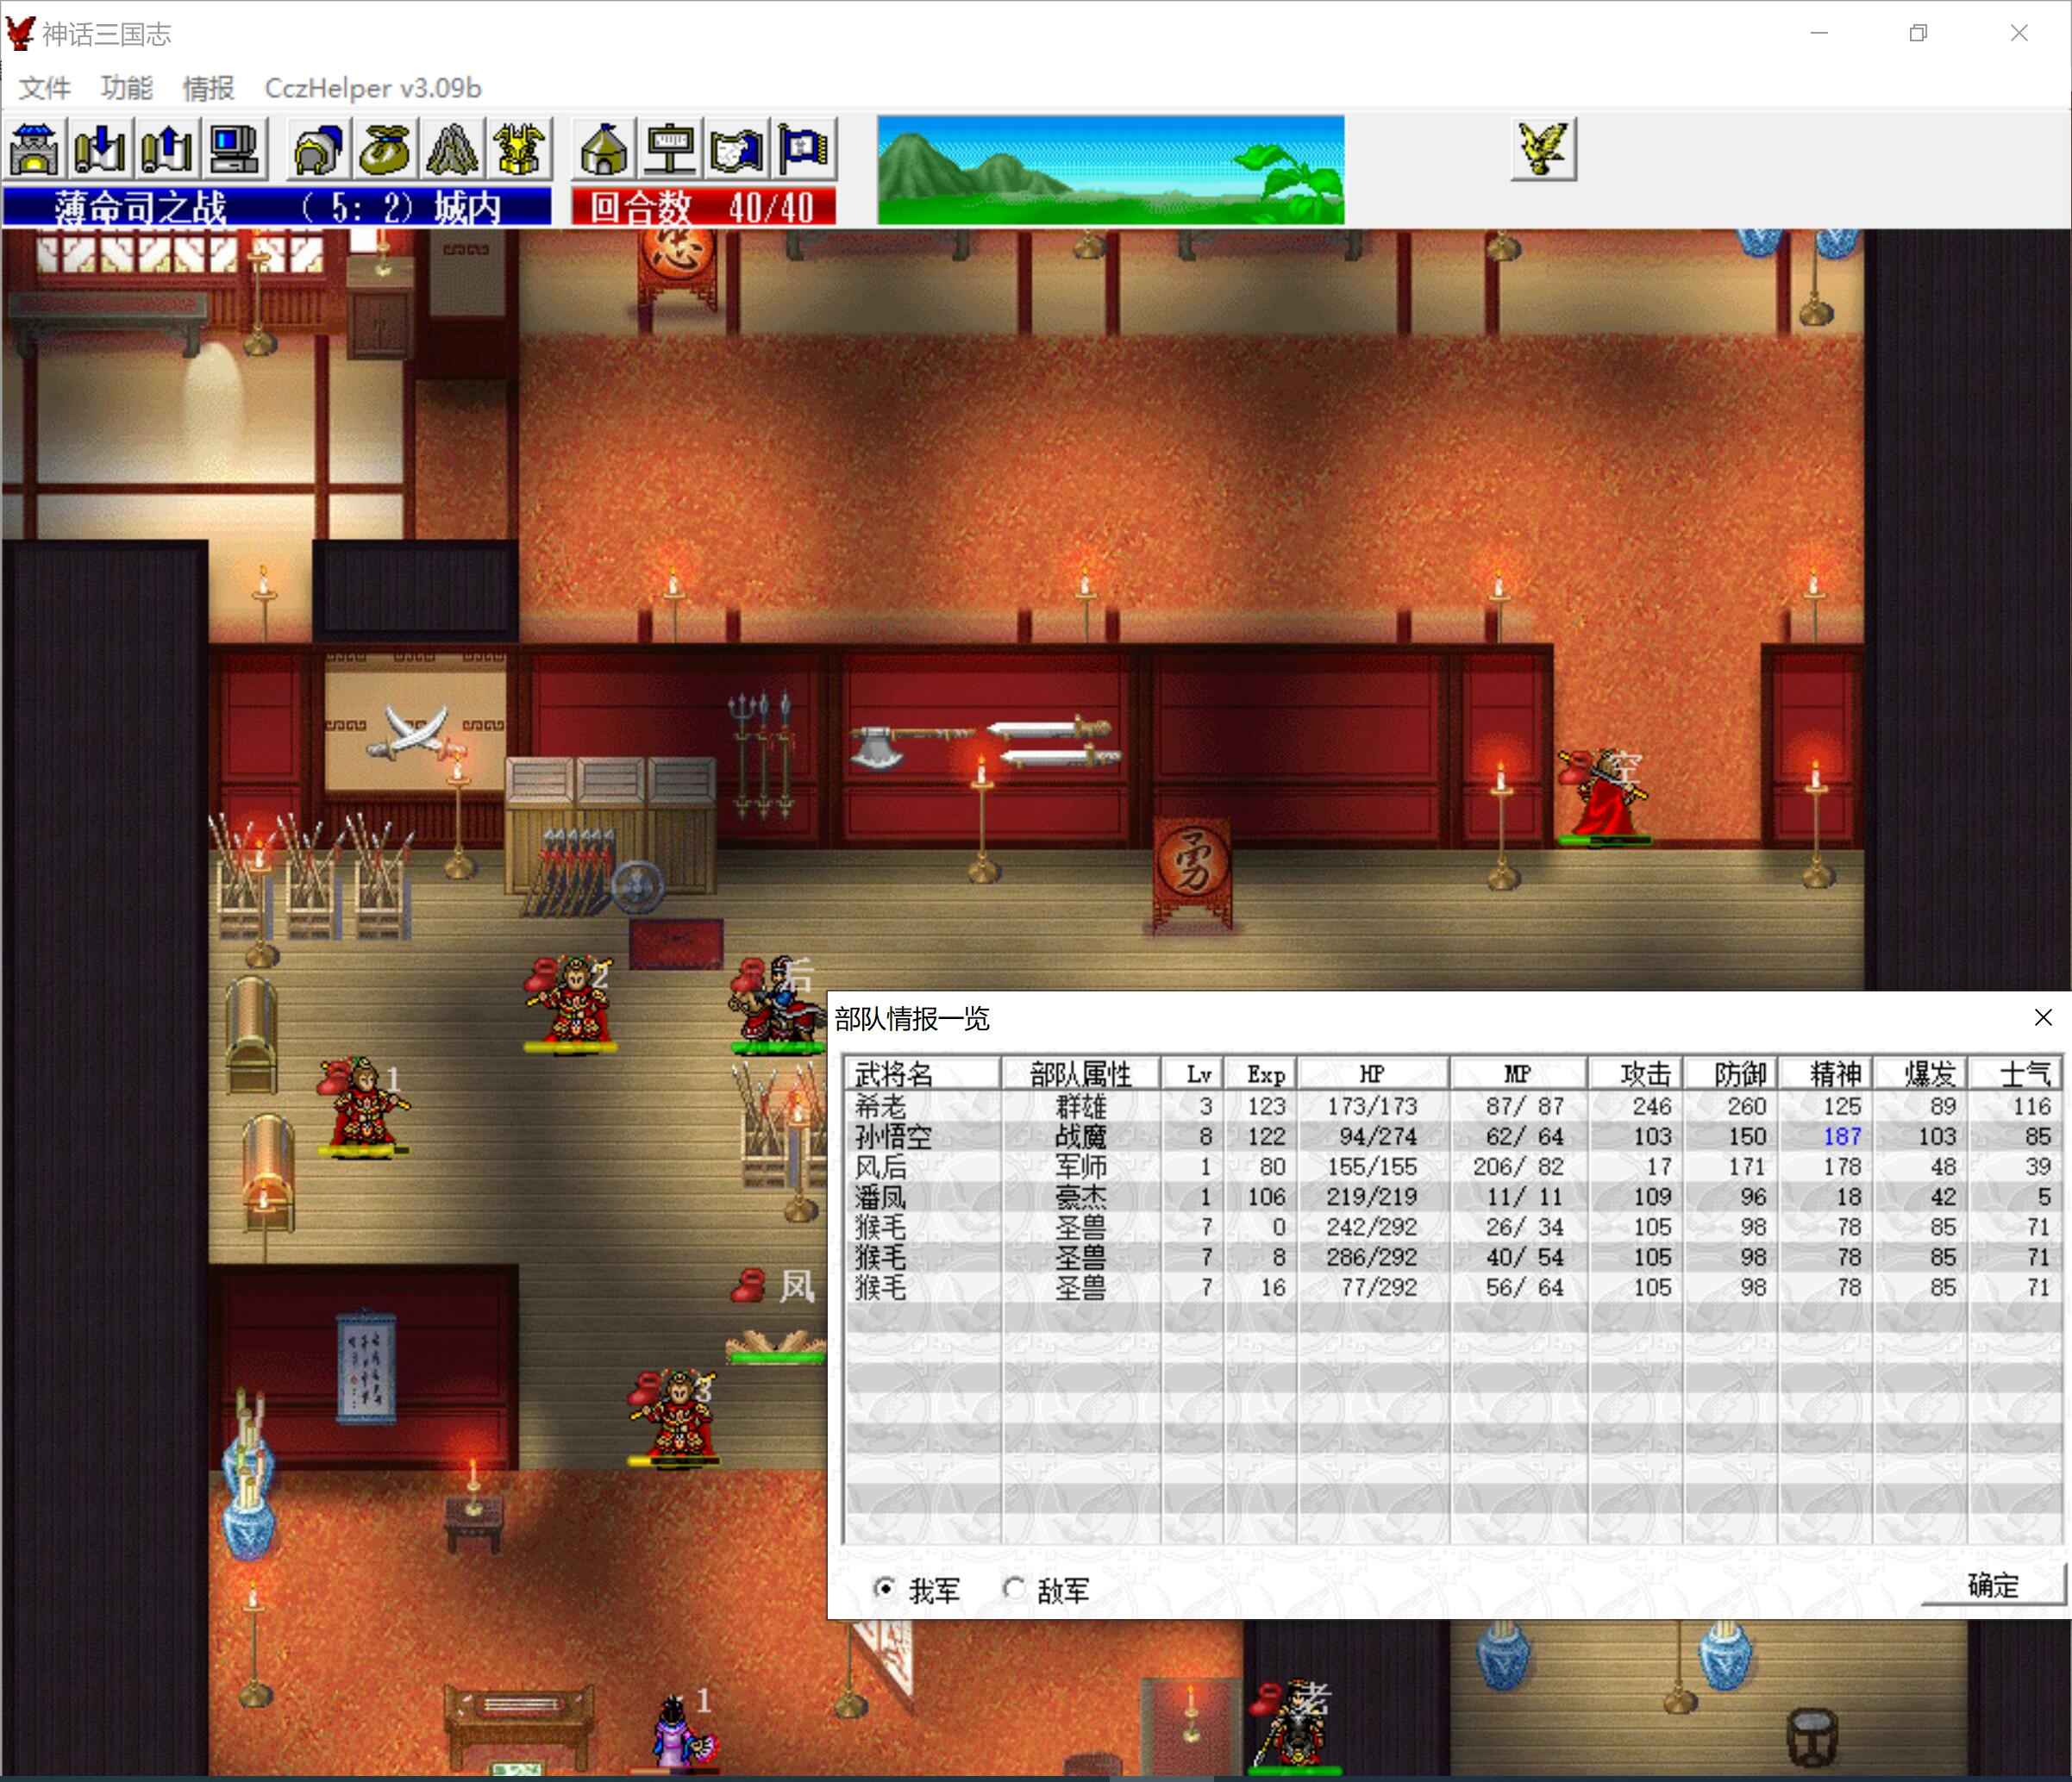 神话三国志
文件 功能 情报 CczHelper v3.09b
薄命司之战 （ 5: 2） 城内 回合数 40/40
忍
空
勇
2 后
1
凤
3
部队情报一览
武将名 部队属性 Lv Exp HP MP 攻击 防御 精神 爆发 士气
希老 群雄 3 123 173/173 87/ 87 246 260 125 89 116
孙悟空 战魔 8 122 94/274 62/ 64 103 150 187 103 85
风后 军师 1 80 155/155 206/ 82 17 171 178 48 39
潘凤 豪杰 1 106 219/219 11/ 11 109 96 18 42 5
猴毛 圣兽 7 0 242/292 26/ 34 105 98 78 85 71
猴毛 圣兽 7 8 286/292 40/ 54 105 98 78 85 71
猴毛 圣兽 7 16 77/292 56/ 64 105 98 78 85 71
我军 敌军 确定
1 老